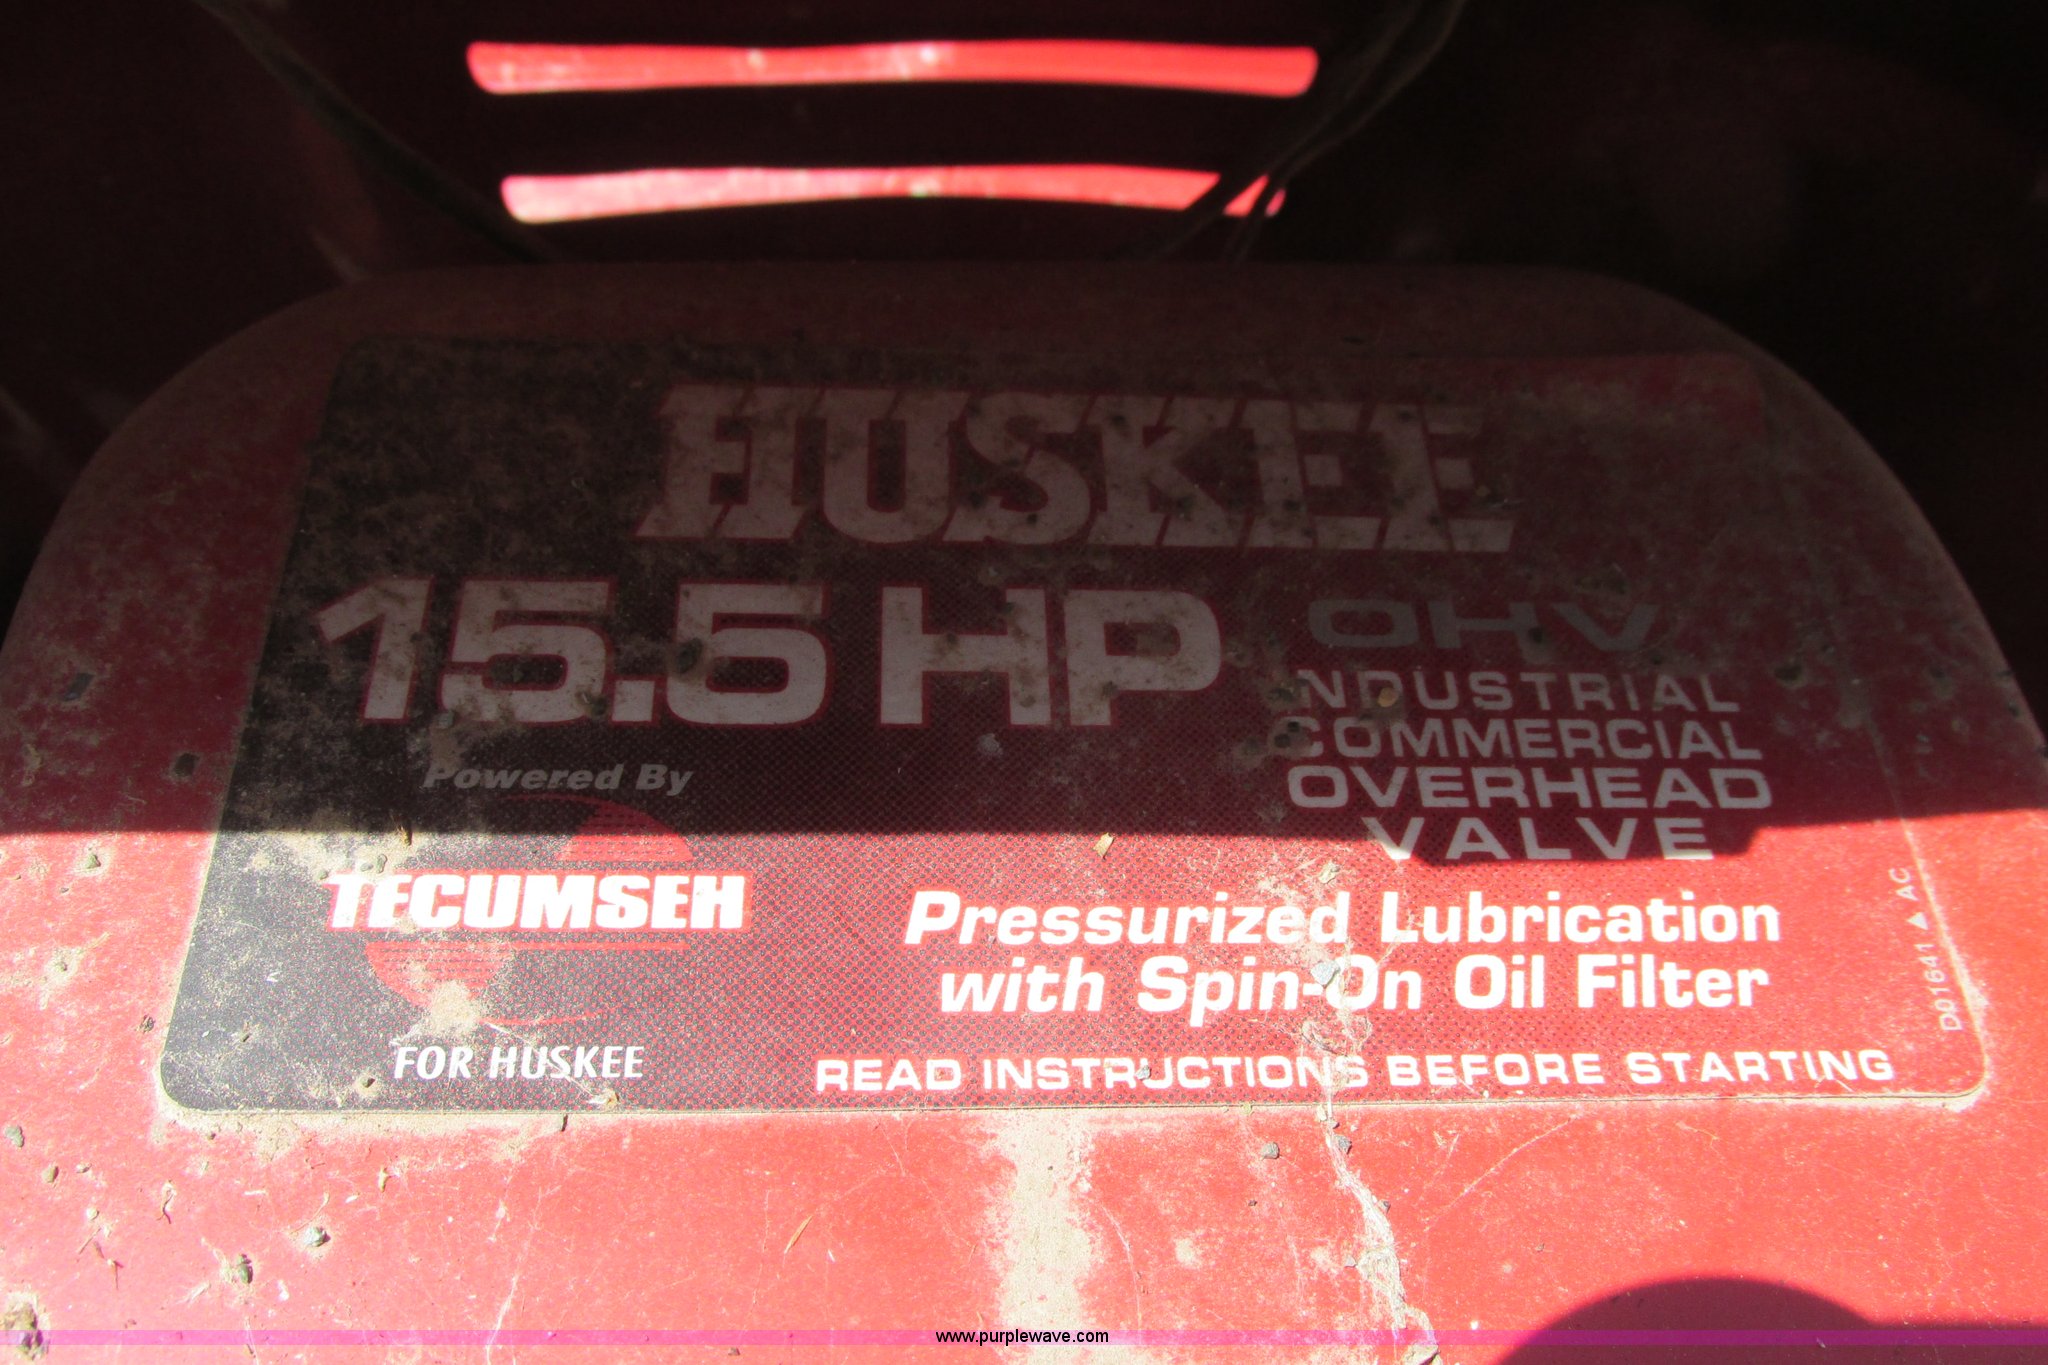 HUSKEE
15.5 HP
OHV
INDUSTRIAL
COMMERCIAL
OVERHEAD
VALVE
Powered By
TECUMSEH
FOR HUSKEE
Pressurized Lubrication
with Spin-On Oil Filter
READ INSTRUCTIONS BEFORE STARTING
D01641 ▲ AC
www.purplewave.com